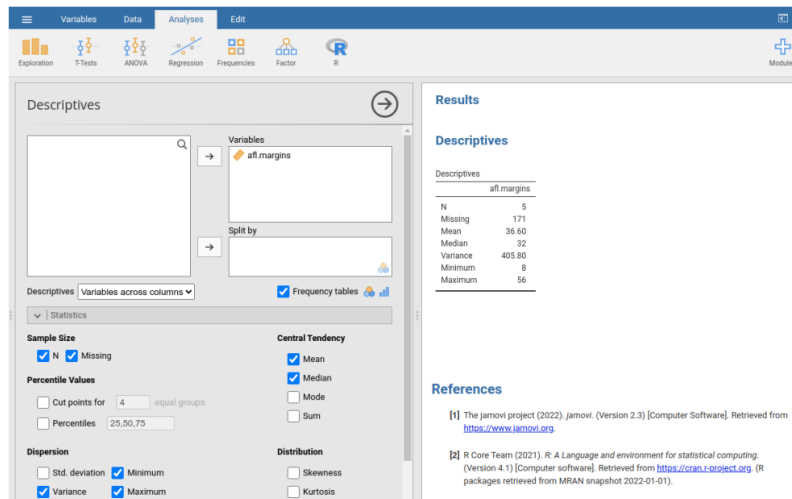 Variables Data Analyses Edit
Exploration T-Tests ANOVA Regression Frequencies Factor R Modules
Descriptives
Variables
afl.margins
Split by
Descriptives Variables across columns Frequency tables
Statistics
Sample Size
N Missing
Percentile Values
Cut points for 4 equal groups
Percentiles 25,50,75
Dispersion
Std. deviation Minimum
Variance Maximum
Central Tendency
Mean
Median
Mode
Sum
Distribution
Skewness
Kurtosis
Results
Descriptives
Descriptives
afl.margins
N 5
Missing 171
Mean 36.60
Median 32
Variance 405.80
Minimum 8
Maximum 56
References
[1] The jamovi project (2022). jamovi. (Version 2.3) [Computer Software]. Retrieved from
https://www.jamovi.org.
[2] R Core Team (2021). R: A Language and environment for statistical computing.
(Version 4.1) [Computer software]. Retrieved from https://cran.r-project.org. (R
packages retrieved from MRAN snapshot 2022-01-01).